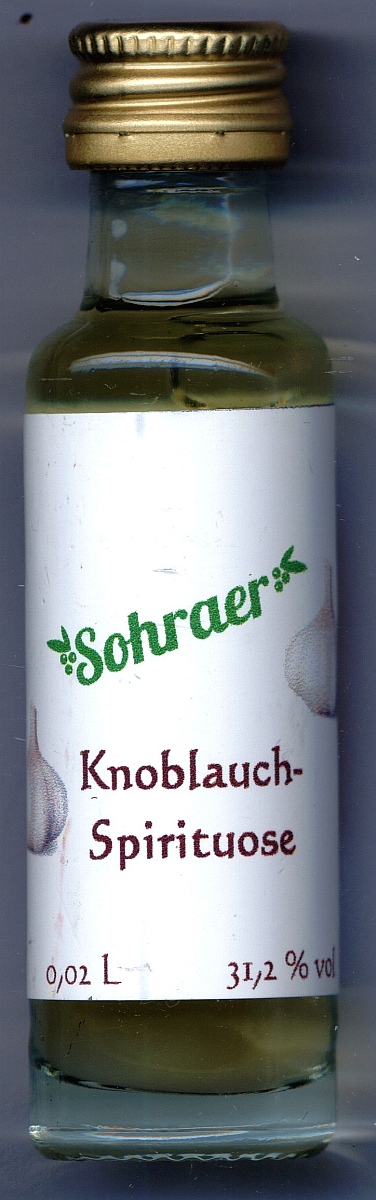 Sohraer
Knoblauch-
Spirituose
0,02 L 31,2 % vol